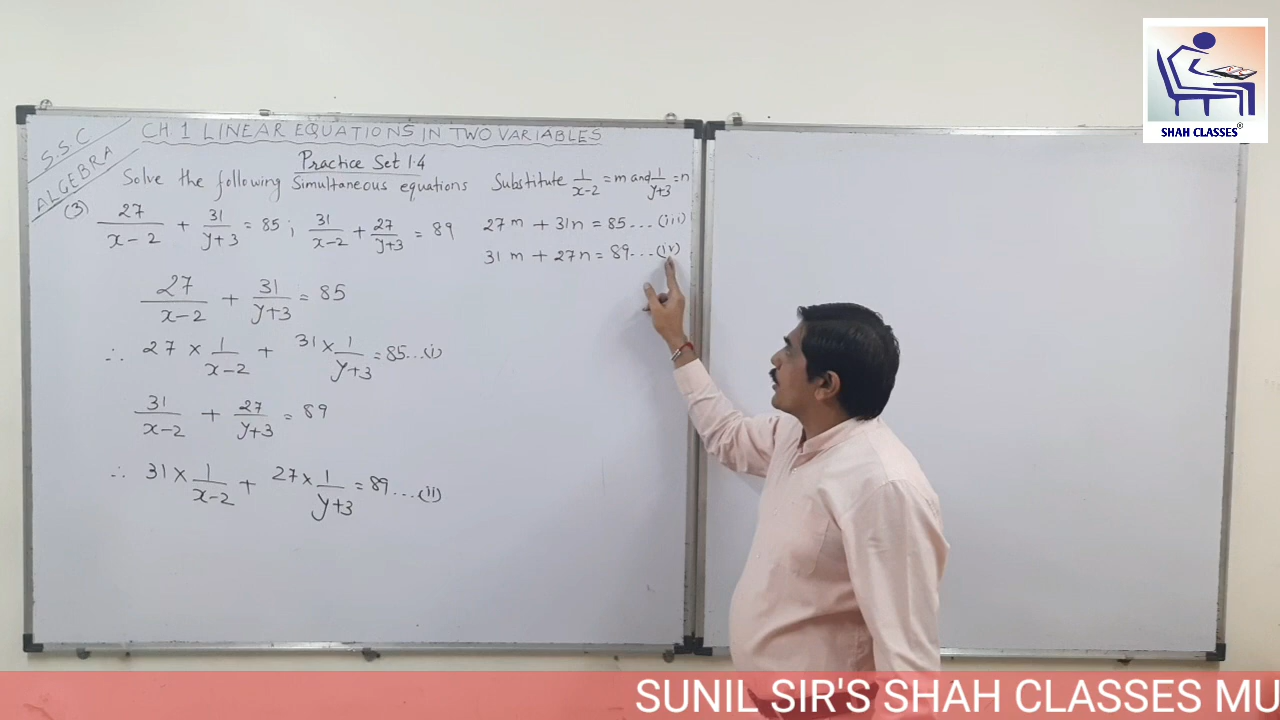 S.S.C
ALGEBRA
CH 1 LINEAR EQUATIONS IN TWO VARIABLES
Practice Set 1.4
Solve the following Simultaneous equations
(3) 27/(x-2) + 31/(y+3) = 85; 31/(x-2) + 27/(y+3) = 89
27/(x-2) + 31/(y+3) = 85
∴ 27 × 1/(x-2) + 31 × 1/(y+3) = 85...(i)
31/(x-2) + 27/(y+3) = 89
∴ 31 × 1/(x-2) + 27 × 1/(y+3) = 89...(ii)
Substitute 1/(x-2) = m and 1/(y+3) = n
27m + 31n = 85...(iii)
31m + 27n = 89...(iv)
SHAH CLASSES®
SUNIL SIR'S SHAH CLASSES MU